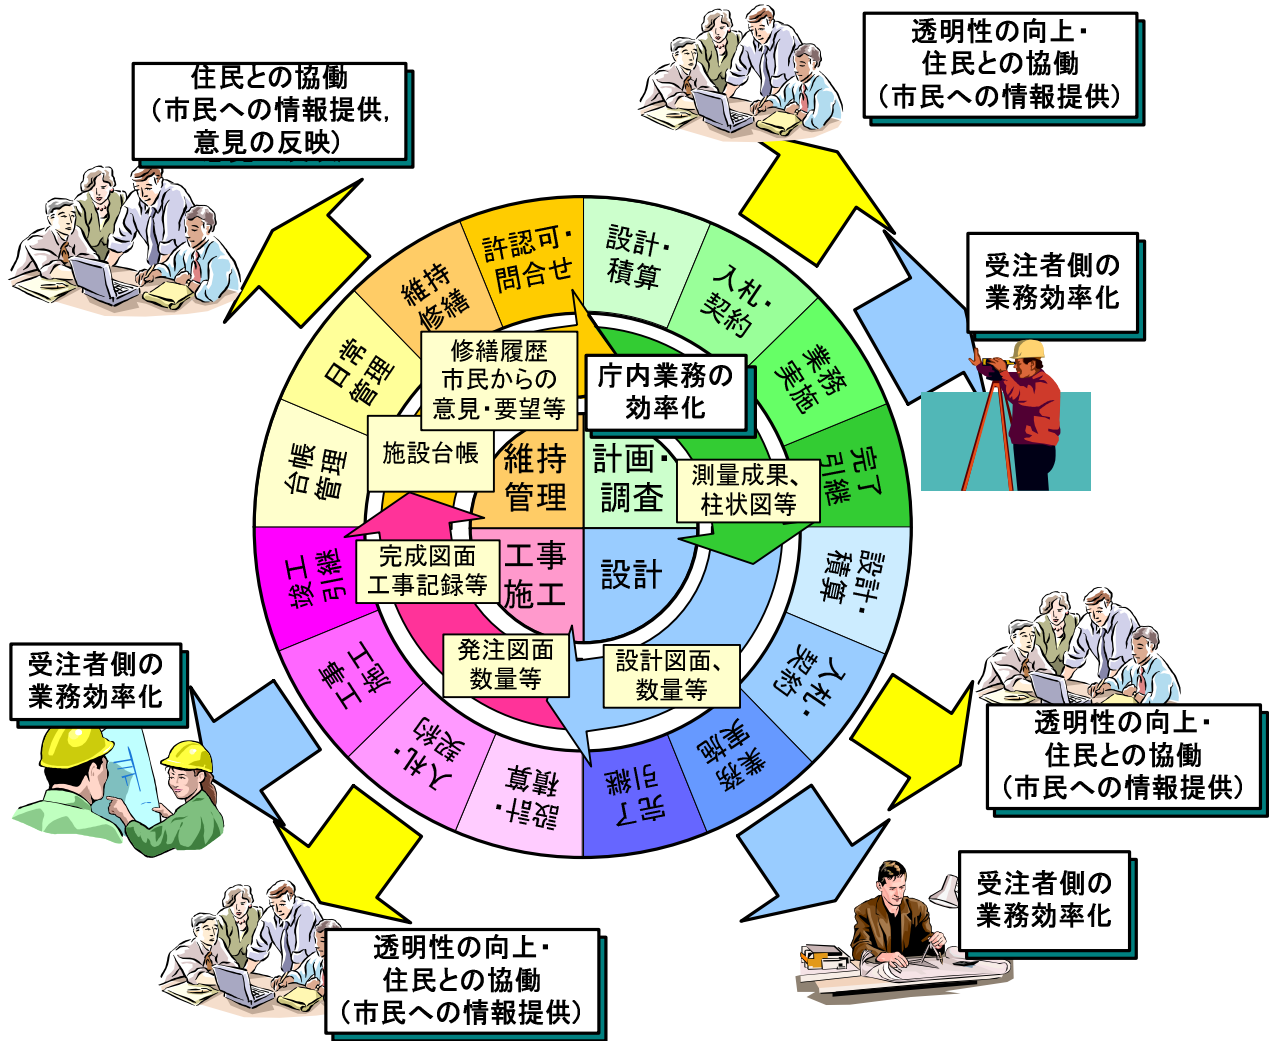 透明性の向上・
住民との協働
（市民への情報提供）
住民との協働
（市民への情報提供,
意見の反映）
受注者側の
業務効率化
許認可・
問合せ
設計・
積算
入札・
契約
業務
実施
完了
引継
設計・
積算
入札・
契約
業務
実施
完了
引継
設計・
積算
入札・
契約
工事
施工
竣工
引継
台帳
管理
日常
管理
維持
修繕
修繕履歴
市民からの
意見・要望等
庁内業務の
効率化
施設台帳
維持
管理
計画・
調査
測量成果、
柱状図等
完成図面
工事記録等
工事
施工
設計
発注図面
数量等
設計図面、
数量等
受注者側の
業務効率化
透明性の向上・
住民との協働
（市民への情報提供）
受注者側の
業務効率化
透明性の向上・
住民との協働
（市民への情報提供）